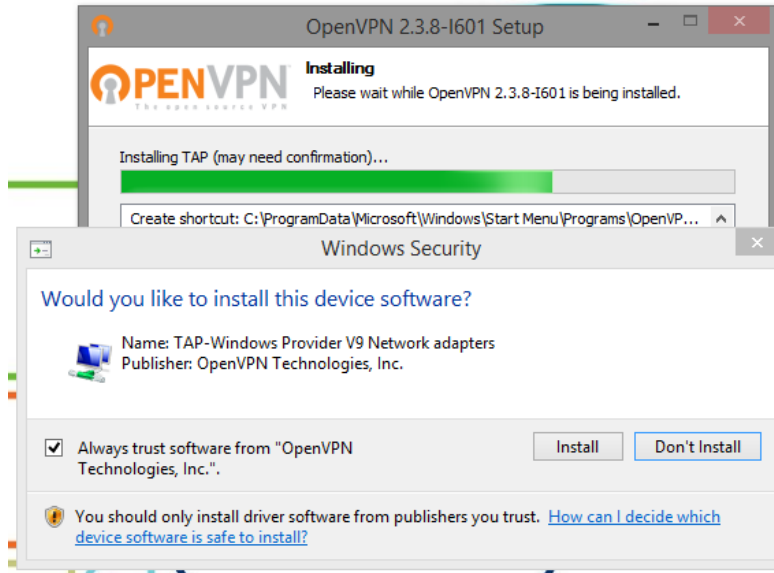 OpenVPN 2.3.8-I601 Setup
OPENVPN
The open source VPN
Installing
Please wait while OpenVPN 2.3.8-I601 is being installed.
Installing TAP (may need confirmation)...
Create shortcut: C:\ProgramData\Microsoft\Windows\Start Menu\Programs\OpenVP...
Windows Security
Would you like to install this device software?
Name: TAP-Windows Provider V9 Network adapters
Publisher: OpenVPN Technologies, Inc.
Always trust software from "OpenVPN
Technologies, Inc.".
Install
Don't Install
You should only install driver software from publishers you trust. How can I decide which
device software is safe to install?